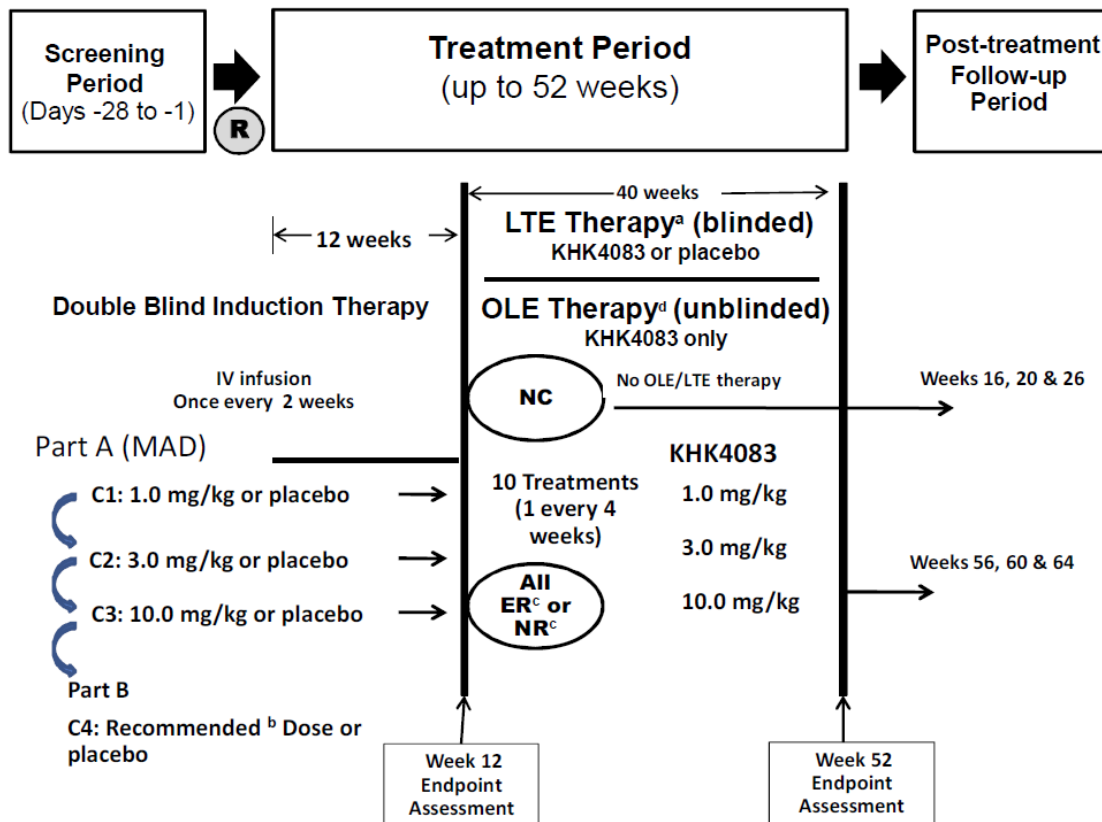 Screening
Period
(Days -28 to -1)
R
Treatment Period
(up to 52 weeks)
Post-treatment
Follow-up
Period
40 weeks
12 weeks
LTE Therapyᵃ (blinded)
KHK4083 or placebo
Double Blind Induction Therapy
OLE Therapyᵈ (unblinded)
KHK4083 only
IV infusion
Once every 2 weeks
NC
No OLE/LTE therapy
Weeks 16, 20 & 26
Part A (MAD)
C1: 1.0 mg/kg or placebo
C2: 3.0 mg/kg or placebo
C3: 10.0 mg/kg or placebo
10 Treatments
(1 every 4
weeks)
All
ERᶜ or
NRᶜ
KHK4083
1.0 mg/kg
3.0 mg/kg
10.0 mg/kg
Weeks 56, 60 & 64
Part B
C4: Recommended ᵇ Dose or
placebo
Week 12
Endpoint
Assessment
Week 52
Endpoint
Assessment